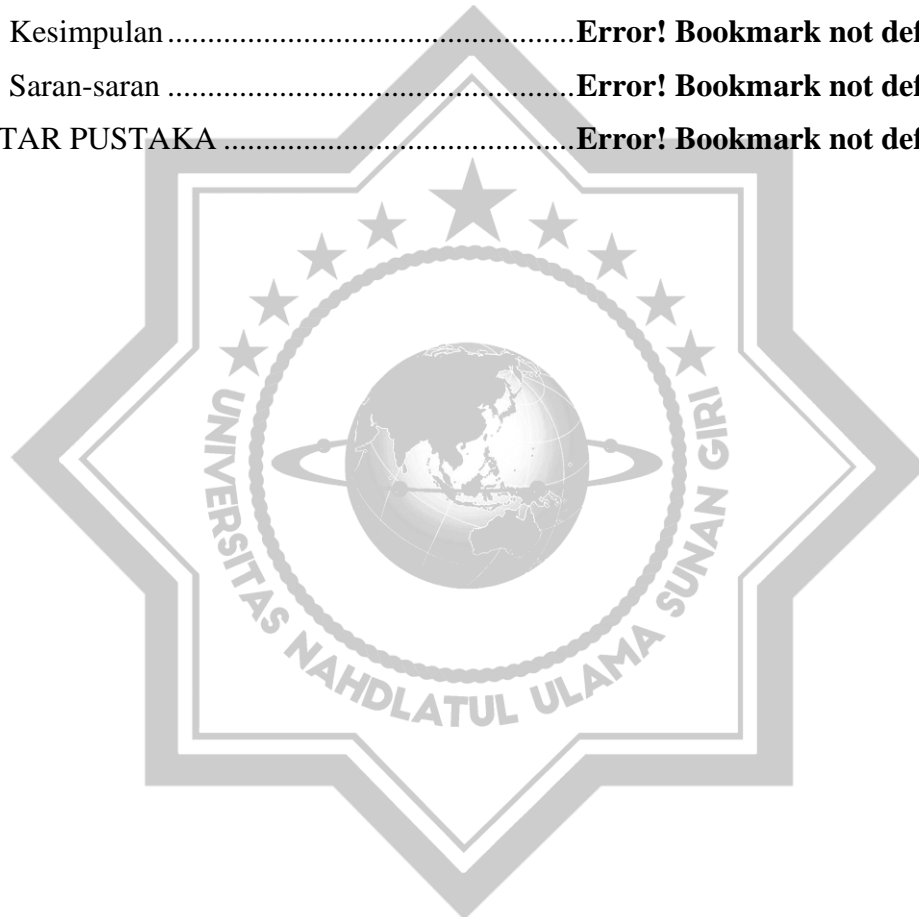 Kesimpulan ................................................... Error! Bookmark not def
Saran-saran ................................................... Error! Bookmark not def
TAR PUSTAKA ............................................ Error! Bookmark not def
UNIVERSITAS NAHDLATUL ULAMA SUNAN GIRI